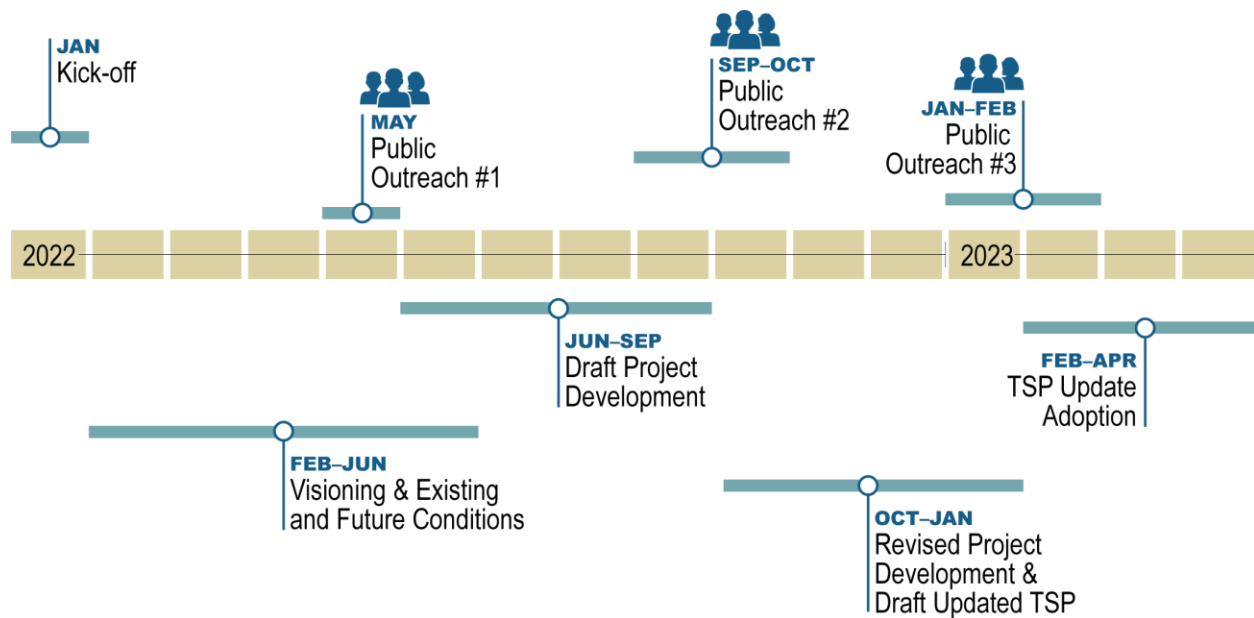 JAN
Kick-off
MAY
Public
Outreach #1
SEP–OCT
Public
Outreach #2
JAN–FEB
Public
Outreach #3
2022
2023
JUN–SEP
Draft Project
Development
FEB–APR
TSP Update
Adoption
FEB–JUN
Visioning & Existing
and Future Conditions
OCT–JAN
Revised Project
Development &
Draft Updated TSP